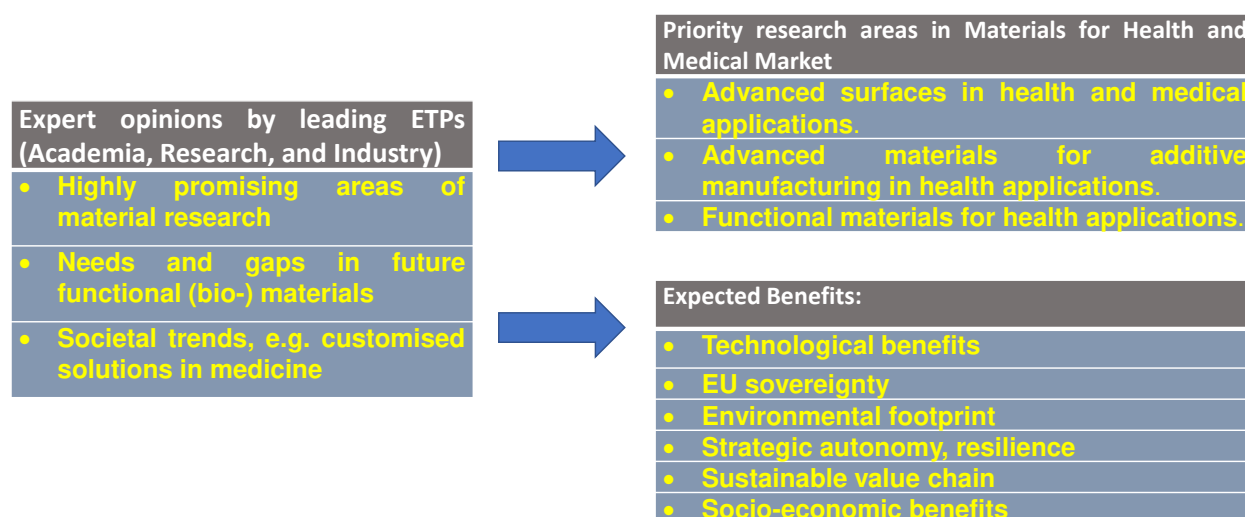 Expert opinions by leading ETPs
(Academia, Research, and Industry)
• Highly promising areas of
material research
• Needs and gaps in future
functional (bio-) materials
• Societal trends, e.g. customised
solutions in medicine
Priority research areas in Materials for Health and
Medical Market
• Advanced surfaces in health and medical
applications.
• Advanced materials for additive
manufacturing in health applications.
• Functional materials for health applications.
Expected Benefits:
• Technological benefits
• EU sovereignty
• Environmental footprint
• Strategic autonomy, resilience
• Sustainable value chain
• Socio-economic benefits